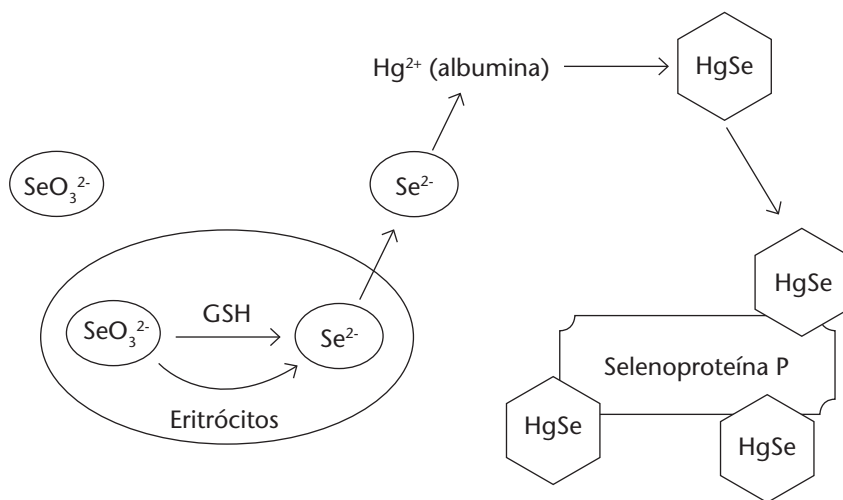 Hg²⁺ (albumina)
HgSe
SeO₃²⁻
Se²⁻
SeO₃²⁻
GSH
Se²⁻
Eritrócitos
HgSe
Selenoproteína P
HgSe
HgSe